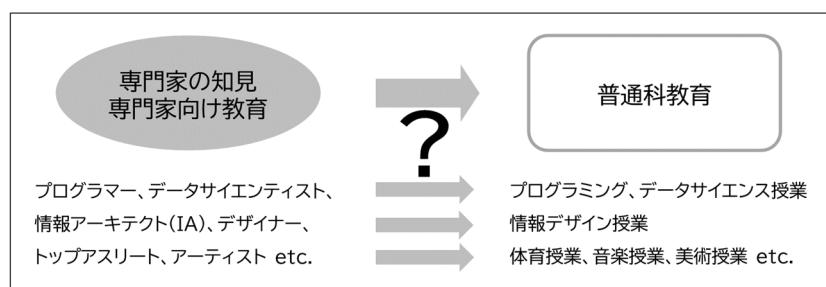 専門家の知見
専門家向け教育
普通科教育
?
プログラマー、データサイエンティスト、
情報アーキテクト(IA)、デザイナー、
トップアスリート、アーティスト etc.
プログラミング、データサイエンス授業
情報デザイン授業
体育授業、音楽授業、美術授業 etc.